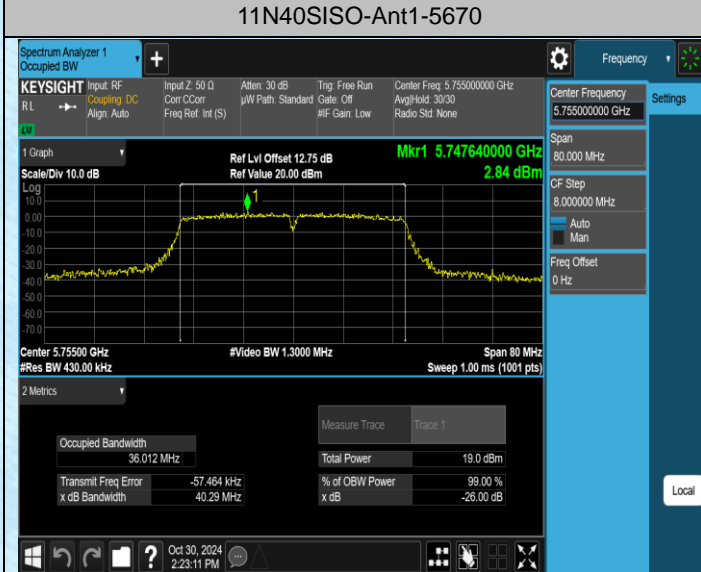 11N40SISO-Ant1-5670
Spectrum Analyzer 1
Occupied BW
+
Frequency
KEYSIGHT
RL
LXI
Input: RF
Coupling: DC
Align: Auto
Input Z: 50 Ω
Corr CCorr
Freq Ref: Int (S)
Atten: 30 dB
µW Path: Standard
Trig: Free Run
Gate: Off
#IF Gain: Low
Center Freq: 5.755000000 GHz
Avg|Hold: 30/30
Radio Std: None
Center Frequency
5.755000000 GHz
Settings
Span
80.000 MHz
CF Step
8.000000 MHz
Auto
Man
Freq Offset
0 Hz
Local
1 Graph
Scale/Div 10.0 dB
Ref Lvl Offset 12.75 dB
Ref Value 20.00 dBm
Mkr1 5.747640000 GHz
2.84 dBm
Log
10.0
0.00
-10.0
-20.0
-30.0
-40.0
-50.0
-60.0
-70.0
1
Center 5.75500 GHz
#Video BW 1.3000 MHz
Span 80 MHz
#Res BW 430.00 kHz
Sweep 1.00 ms (1001 pts)
2 Metrics
Measure Trace
Trace 1
Occupied Bandwidth
36.012 MHz
Total Power
19.0 dBm
Transmit Freq Error
-57.464 kHz
% of OBW Power
99.00 %
x dB Bandwidth
40.29 MHz
x dB
-26.00 dB
?
Oct 30, 2024
2:23:11 PM